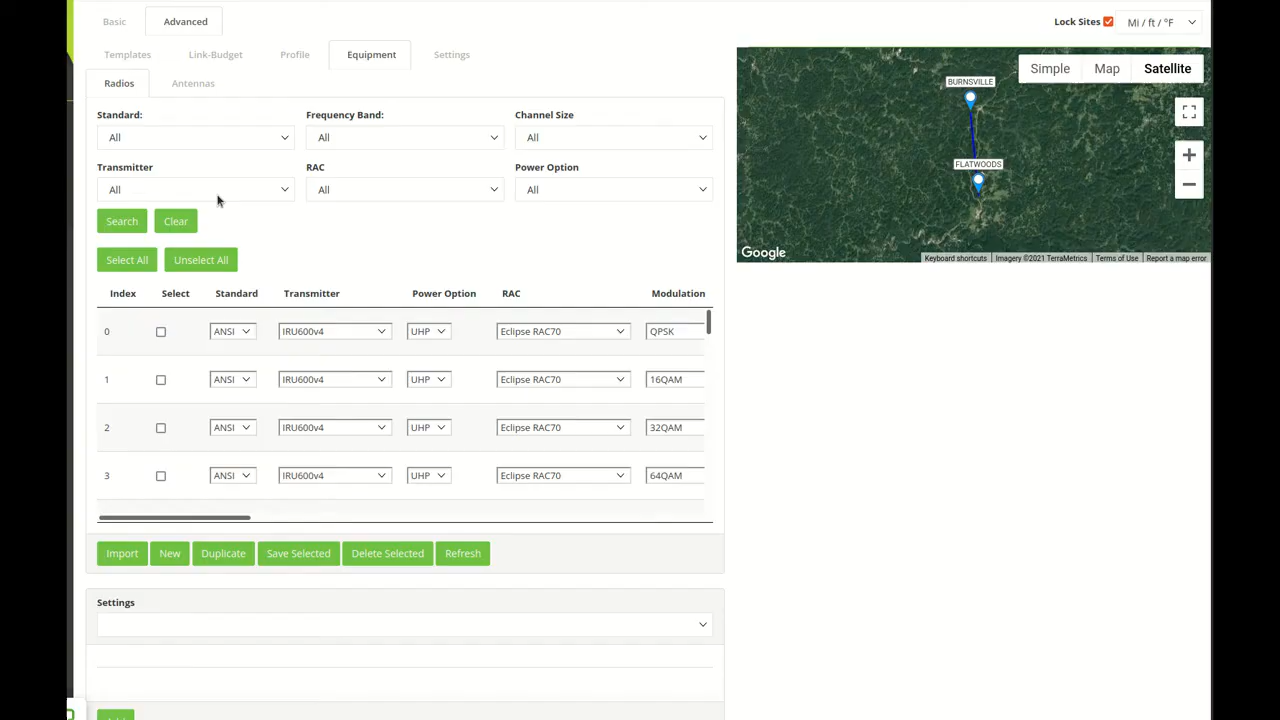 Basic Advanced Lock Sites Mi / ft / °F
Templates Link-Budget Profile Equipment Settings
Radios Antennas
Simple Map Satellite
BURNSVILLE
FLATWOODS
Google
Keyboard shortcuts Imagery ©2021 TerraMetrics Terms of Use Report a map error
Standard: Frequency Band: Channel Size
All All All
Transmitter RAC Power Option
All All All
Search Clear
Select All Unselect All
Index Select Standard Transmitter Power Option RAC Modulation
0 ANSI IRU600v4 UHP Eclipse RAC70 QPSK
1 ANSI IRU600v4 UHP Eclipse RAC70 16QAM
2 ANSI IRU600v4 UHP Eclipse RAC70 32QAM
3 ANSI IRU600v4 UHP Eclipse RAC70 64QAM
Import New Duplicate Save Selected Delete Selected Refresh
Settings